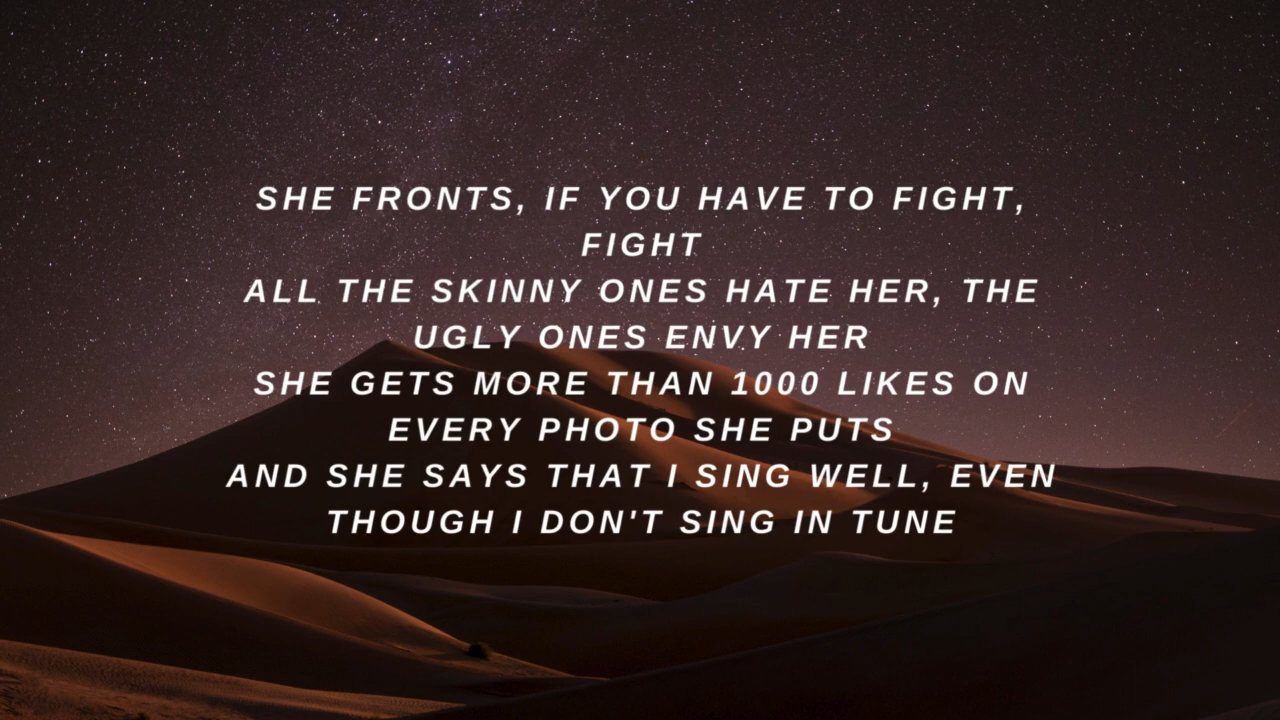 SHE FRONTS, IF YOU HAVE TO FIGHT,
FIGHT
ALL THE SKINNY ONES HATE HER, THE
UGLY ONES ENVY HER
SHE GETS MORE THAN 1000 LIKES ON
EVERY PHOTO SHE PUTS
AND SHE SAYS THAT I SING WELL, EVEN
THOUGH I DON'T SING IN TUNE